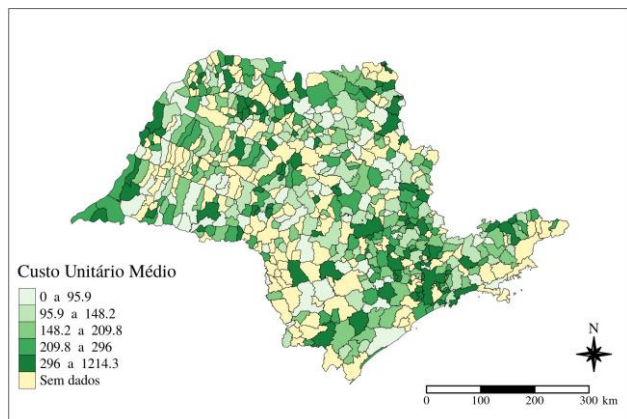 Custo Unitário Médio
0 a 95.9
95.9 a 148.2
148.2 a 209.8
209.8 a 296
296 a 1214.3
Sem dados
N
0 100 200 300 km